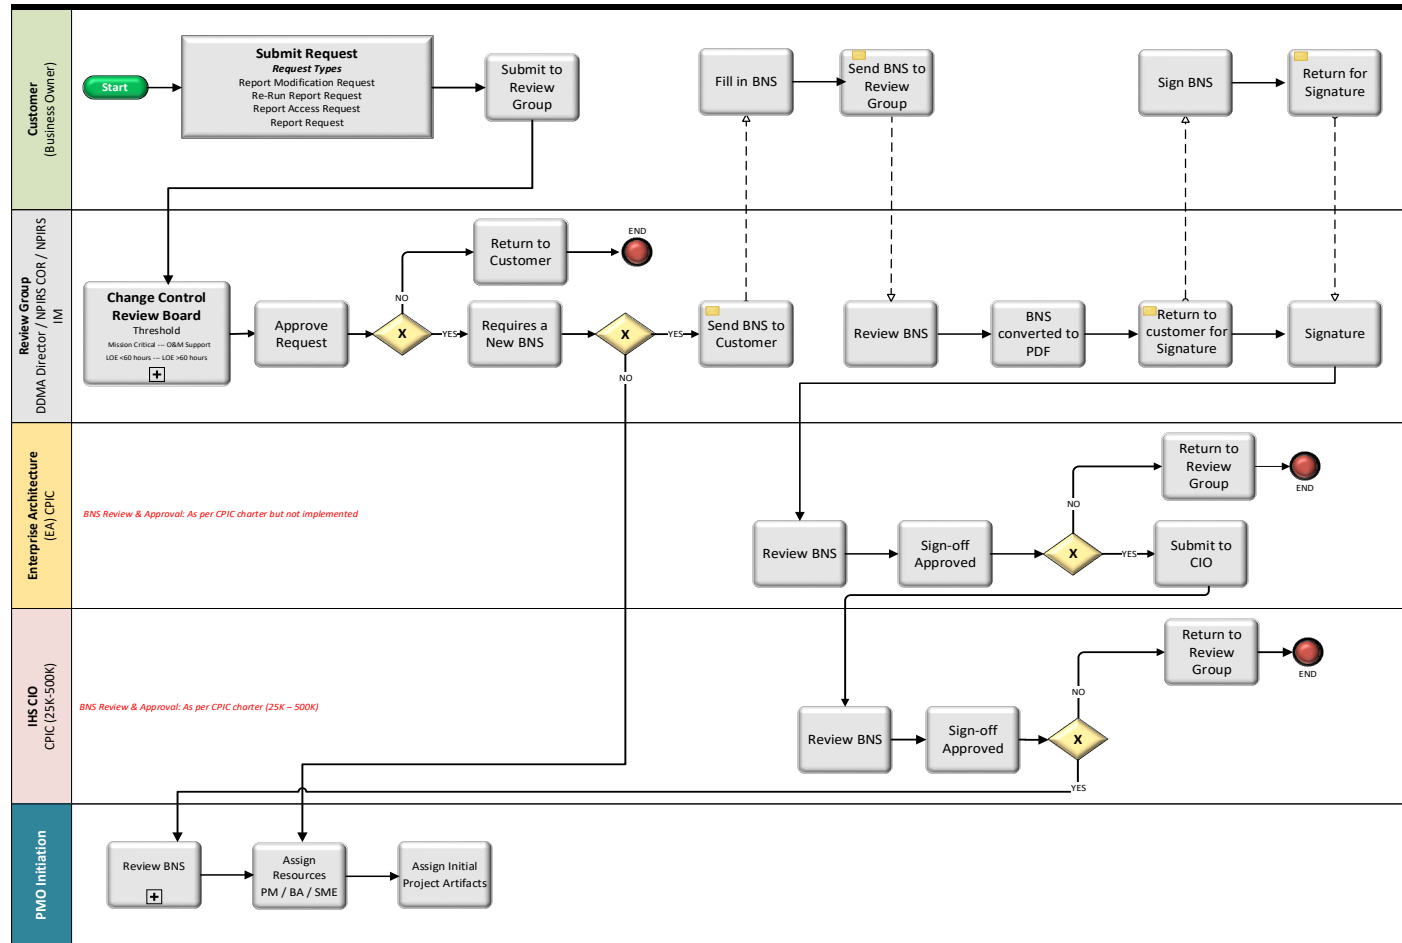 Customer
(Business Owner)
Start
Submit Request
Request Types
Report Modification Request
Re-Run Report Request
Report Access Request
Report Request
Submit to
Review
Group
Fill in BNS
Send BNS to
Review
Group
Sign BNS
Return for
Signature
Review Group
DDMA Director / NPIRS COR / NPIRS
IM
Change Control
Review Board
Threshold
Mission Critical --- O&M Support
LOE <60 hours --- LOE >60 hours
Approve
Request
X
NO
Return to
Customer
END
YES
Requires a
New BNS
X
YES
NO
Send BNS to
Customer
Review BNS
BNS
converted to
PDF
Return to
customer for
Signature
Signature
Enterprise Architecture
(EA) CPIC
BNS Review & Approval: As per CPIC charter but not implemented
Review BNS
Sign-off
Approved
X
NO
Return to
Review
Group
END
YES
Submit to
CIO
IHS CIO
CPIC (25K-500K)
BNS Review & Approval: As per CPIC charter (25K – 500K)
Review BNS
Sign-off
Approved
X
NO
Return to
Review
Group
END
YES
PMO Initiation
Review BNS
Assign
Resources
PM / BA / SME
Assign Initial
Project Artifacts